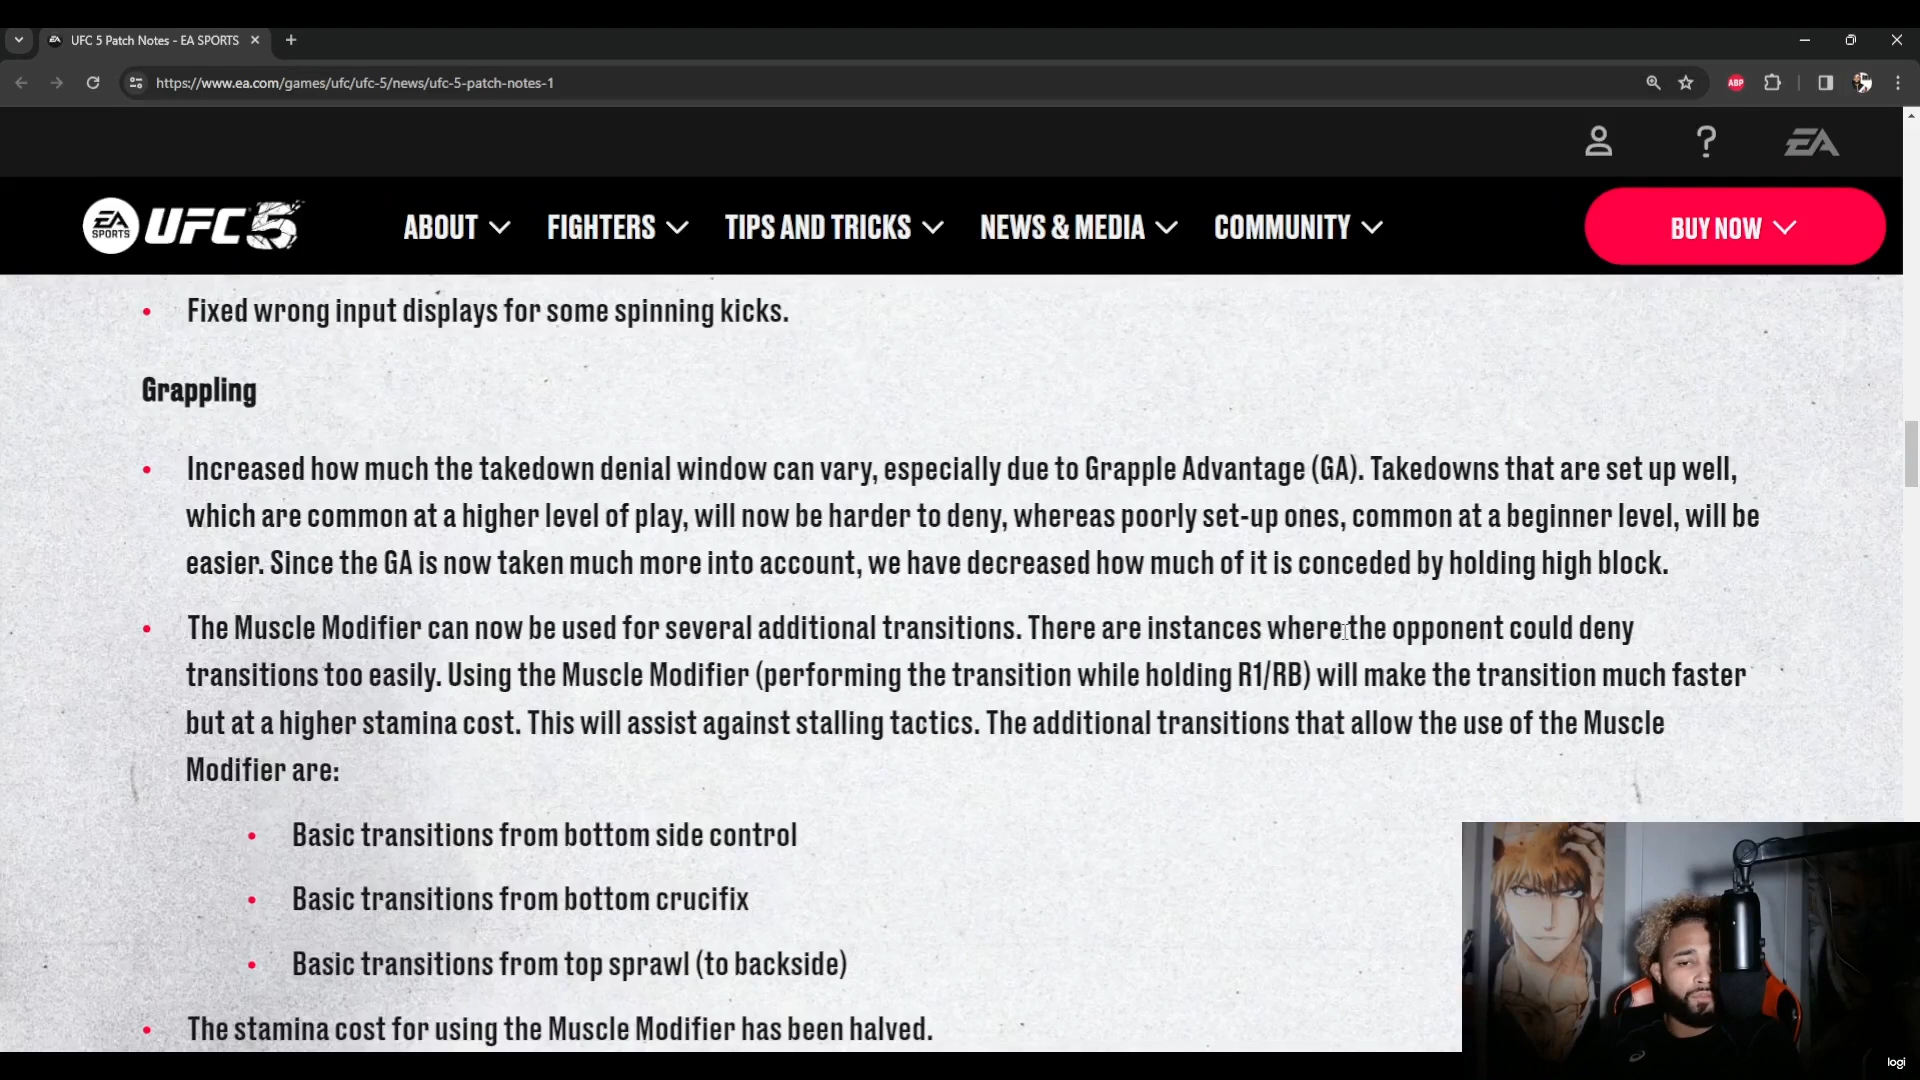 UFC 5 Patch Notes - EA SPORTS
https://www.ea.com/games/ufc/ufc-5/news/ufc-5-patch-notes-1
ABP
EA
EA SPORTS UFC 5
ABOUT
FIGHTERS
TIPS AND TRICKS
NEWS & MEDIA
COMMUNITY
BUY NOW
• Fixed wrong input displays for some spinning kicks.
Grappling
• Increased how much the takedown denial window can vary, especially due to Grapple Advantage (GA). Takedowns that are set up well,
which are common at a higher level of play, will now be harder to deny, whereas poorly set-up ones, common at a beginner level, will be
easier. Since the GA is now taken much more into account, we have decreased how much of it is conceded by holding high block.
• The Muscle Modifier can now be used for several additional transitions. There are instances where the opponent could deny
transitions too easily. Using the Muscle Modifier (performing the transition while holding R1/RB) will make the transition much faster
but at a higher stamina cost. This will assist against stalling tactics. The additional transitions that allow the use of the Muscle
Modifier are:
• Basic transitions from bottom side control
• Basic transitions from bottom crucifix
• Basic transitions from top sprawl (to backside)
• The stamina cost for using the Muscle Modifier has been halved.
logi